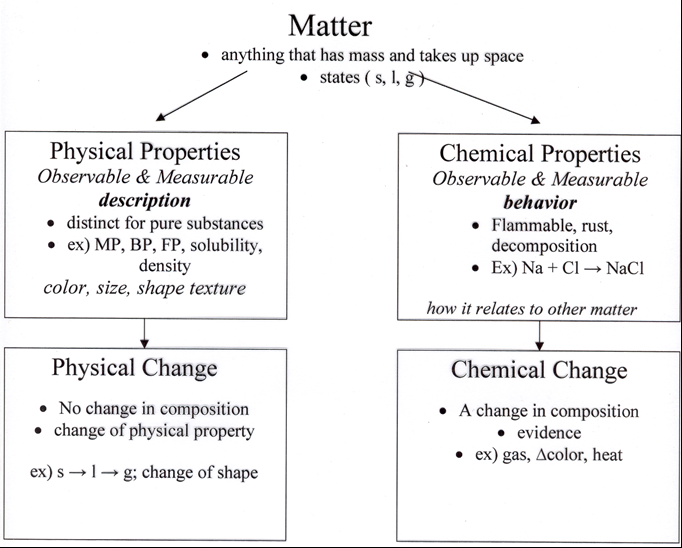 Matter
• anything that has mass and takes up space
• states ( s, l, g )
Physical Properties
Observable & Measurable
description
• distinct for pure substances
• ex) MP, BP, FP, solubility,
density
color, size, shape texture
Chemical Properties
Observable & Measurable
behavior
• Flammable, rust,
decomposition
• Ex) Na + Cl → NaCl
how it relates to other matter
Physical Change
• No change in composition
• change of physical property
ex) s → l → g; change of shape
Chemical Change
• A change in composition
• evidence
• ex) gas, Δcolor, heat